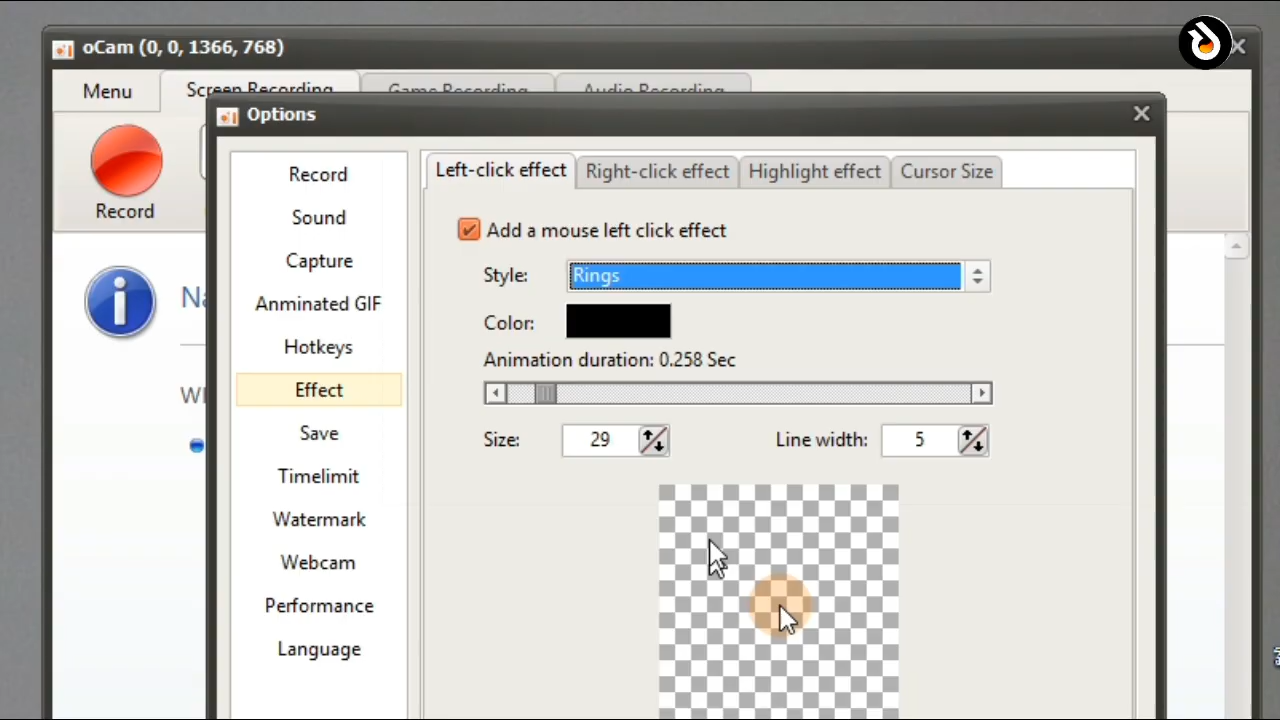 oCam (0, 0, 1366, 768)
Menu
Screen Recording
Game Recording
Audio Recording
Options
Record
Record
Sound
Capture
Anminated GIF
Hotkeys
Effect
Save
Timelimit
Watermark
Webcam
Performance
Language
Left-click effect
Right-click effect
Highlight effect
Cursor Size
Add a mouse left click effect
Style: Rings
Color:
Animation duration: 0.258 Sec
Size: 29
Line width: 5